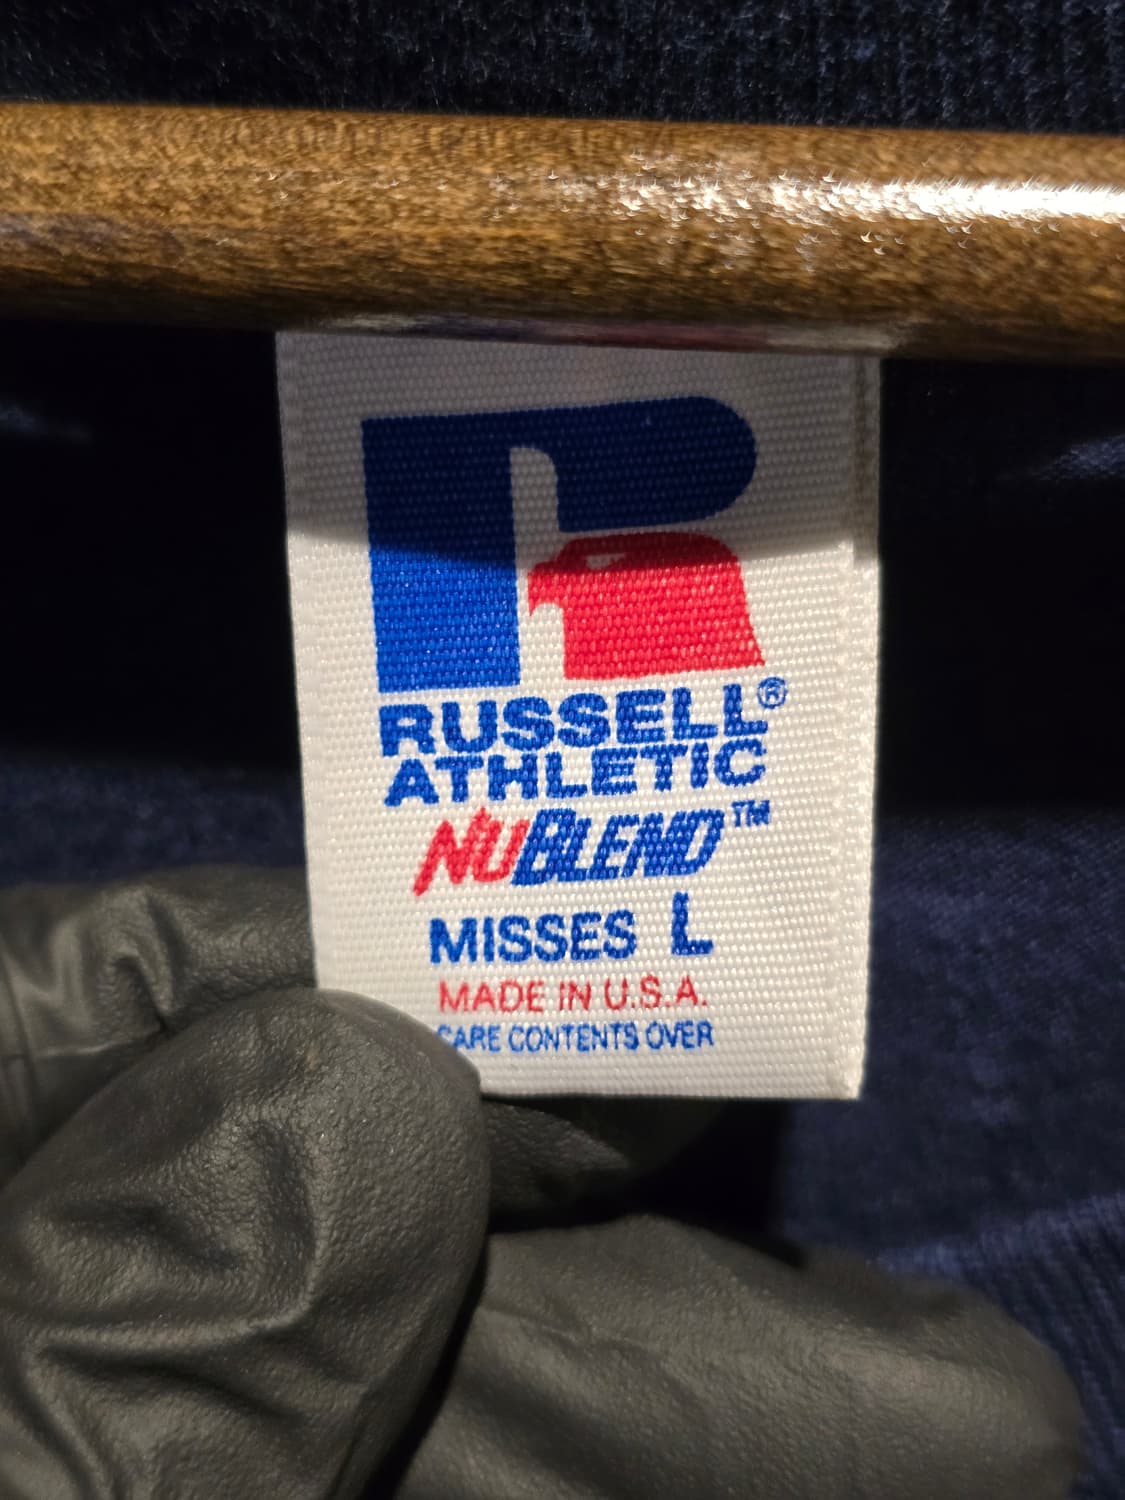 RUSSELL®
ATHLETIC
NUBLEND™
MISSES L
MADE IN U.S.A.
CARE CONTENTS OVER